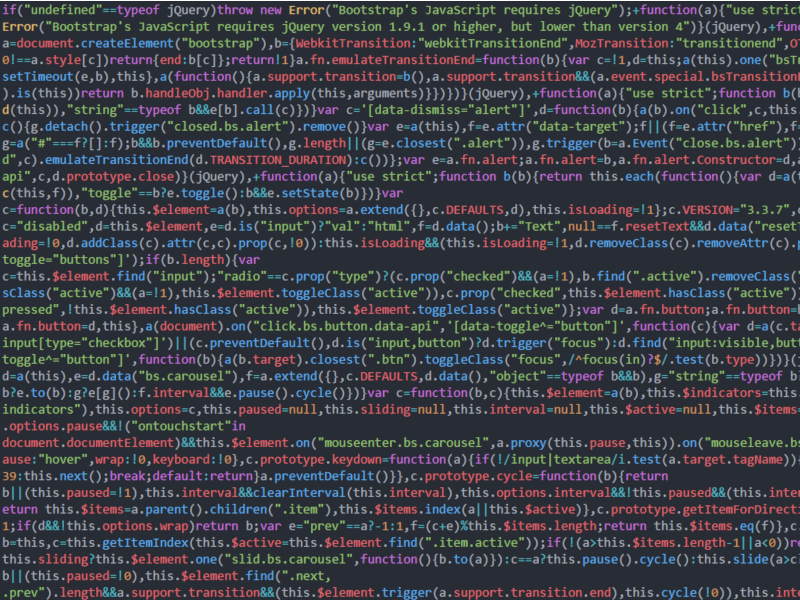 if("undefined"==typeof jQuery)throw new Error("Bootstrap's JavaScript requires jQuery");+function(a){"use strict
Error("Bootstrap's JavaScript requires jQuery version 1.9.1 or higher, but lower than version 4")}(jQuery),+func
a=document.createElement("bootstrap"),b={WebkitTransition:"webkitTransitionEnd",MozTransition:"transitionend",OT
0!==a.style[c])return{end:b[c]};return!1}a.fn.emulateTransitionEnd=function(b){var c=!1,d=this;a(this).one("bsTr
setTimeout(e,b),this},a(function(){a.support.transition=b(),a.support.transition&&(a.event.special.bsTransitionE
).is(this))return b.handleObj.handler.apply(this,arguments)}})})}(jQuery),+function(a){"use strict";function b(b
d(this)),"string"==typeof b&&e[b].call(c)})}var c='[data-dismiss="alert"]',d=function(b){a(b).on("click",c,this.
c(){g.detach().trigger("closed.bs.alert").remove()}var e=a(this),f=e.attr("data-target");f||(f=e.attr("href"),f=
g=a("#"===f?[]:f);b&&b.preventDefault(),g.length||(g=e.closest(".alert")),g.trigger(b=a.Event("close.bs.alert"))
d",c).emulateTransitionEnd(d.TRANSITION_DURATION):c())};var e=a.fn.alert;a.fn.alert=b,a.fn.alert.Constructor=d,a
api",c,d.prototype.close)}(jQuery),+function(a){"use strict";function b(b){return this.each(function(){var d=a(t
c(this,f)),"toggle"==b?e.toggle():b&&e.setState(b)})}var
c=function(b,d){this.$element=a(b),this.options=a.extend({},c.DEFAULTS,d),this.isLoading=!1};c.VERSION="3.3.7",c
c="disabled",d=this.$element,e=d.is("input")?"val":"html",f=d.data();b+="Text",null==f.resetText&&d.data("resetT
ading=!0,d.addClass(c).attr(c,c).prop(c,!0)):this.isLoading&&(this.isLoading=!1,d.removeClass(c).removeAttr(c).p
toggle="buttons"]');if(b.length){var
c=this.$element.find("input");"radio"==c.prop("type")?(c.prop("checked")&&(a=!1),b.find(".active").removeClass("
sClass("active")&&(a=!1),this.$element.toggleClass("active")),c.prop("checked",this.$element.hasClass("active"))
pressed",!this.$element.hasClass("active")),this.$element.toggleClass("active")};var d=a.fn.button;a.fn.button=b
a.fn.button=d,this},a(document).on("click.bs.button.data-api",'[data-toggle^="button"]',function(c){var d=a(c.ta
input[type="checkbox"]')||(c.preventDefault(),d.is("input,button")?d.trigger("focus"):d.find("input:visible,butt
toggle^="button"]',function(b){a(b.target).closest(".btn").toggleClass("focus",/^focus(in)?$/.test(b.type))})}(j
d=a(this),e=d.data("bs.carousel"),f=a.extend({},c.DEFAULTS,d.data(),"object"==typeof b&&b),g="string"==typeof b?
b?e.to(b):g?e[g]():f.interval&&e.pause().cycle()})}var c=function(b,c){this.$element=a(b),this.$indicators=this.
indicators"),this.options=c,this.paused=null,this.sliding=null,this.interval=null,this.$active=null,this.$items=
.options.pause&&!("ontouchstart"in
document.documentElement)&&this.$element.on("mouseenter.bs.carousel",a.proxy(this.pause,this)).on("mouseleave.bs
ause:"hover",wrap:!0,keyboard:!0},c.prototype.keydown=function(a){if(!/input|textarea/i.test(a.target.tagName)){
39:this.next();break;default:return}a.preventDefault()}},c.prototype.cycle=function(b){return
b||(this.paused=!1),this.interval&&clearInterval(this.interval),this.options.interval&&!this.paused&&(this.inter
eturn this.$items=a.parent().children(".item"),this.$items.index(a||this.$active)},c.prototype.getItemForDirecti
1;if(d&&!this.options.wrap)return b;var e="prev"==a?-1:1,f=(c+e)%this.$items.length;return this.$items.eq(f)},c.
b=this,c=this.getItemIndex(this.$active=this.$element.find(".item.active"));if(!(a>this.$items.length-1||a<0))re
this.sliding?this.$element.one("slid.bs.carousel",function(){b.to(a)}):c==a?this.pause().cycle():this.slide(a>c?
b||(this.paused=!0),this.$element.find(".next,
.prev").length&&a.support.transition&&(this.$element.trigger(a.support.transition.end),this.cycle(!0)),this.inte